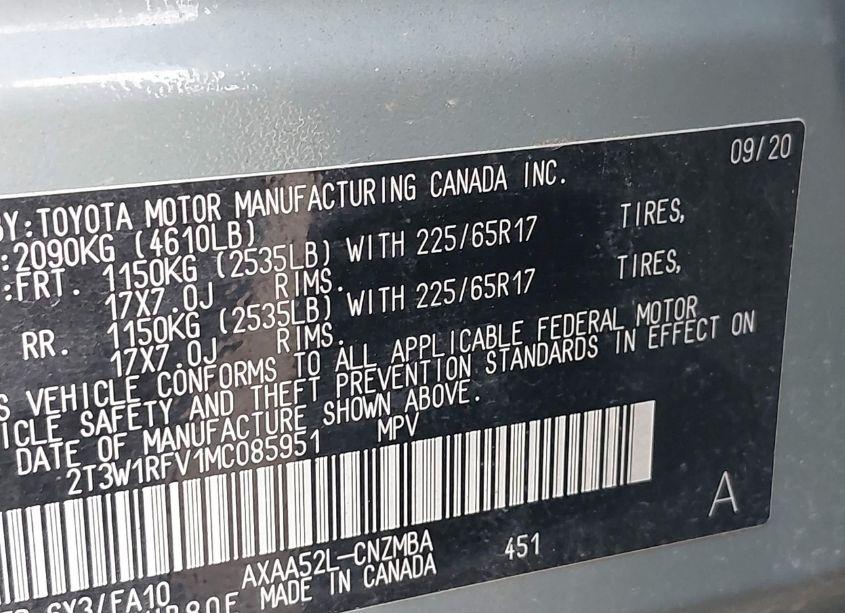 09/20
BY:TOYOTA MOTOR MANUFACTURING CANADA INC.
:2090KG (4610LB)
:FRT. 1150KG (2535LB) WITH 225/65R17 TIRES,
17X7.0J RIMS.
RR. 1150KG (2535LB) WITH 225/65R17 TIRES,
17X7.0J RIMS.
S VEHICLE CONFORMS TO ALL APPLICABLE FEDERAL MOTOR
ICLE SAFETY AND THEFT PREVENTION STANDARDS IN EFFECT ON
DATE OF MANUFACTURE SHOWN ABOVE.
2T3W1RFV1MC085951 MPV
A
AXAA52L-CNZMBA 451
6X3/FA10 MADE IN CANADA